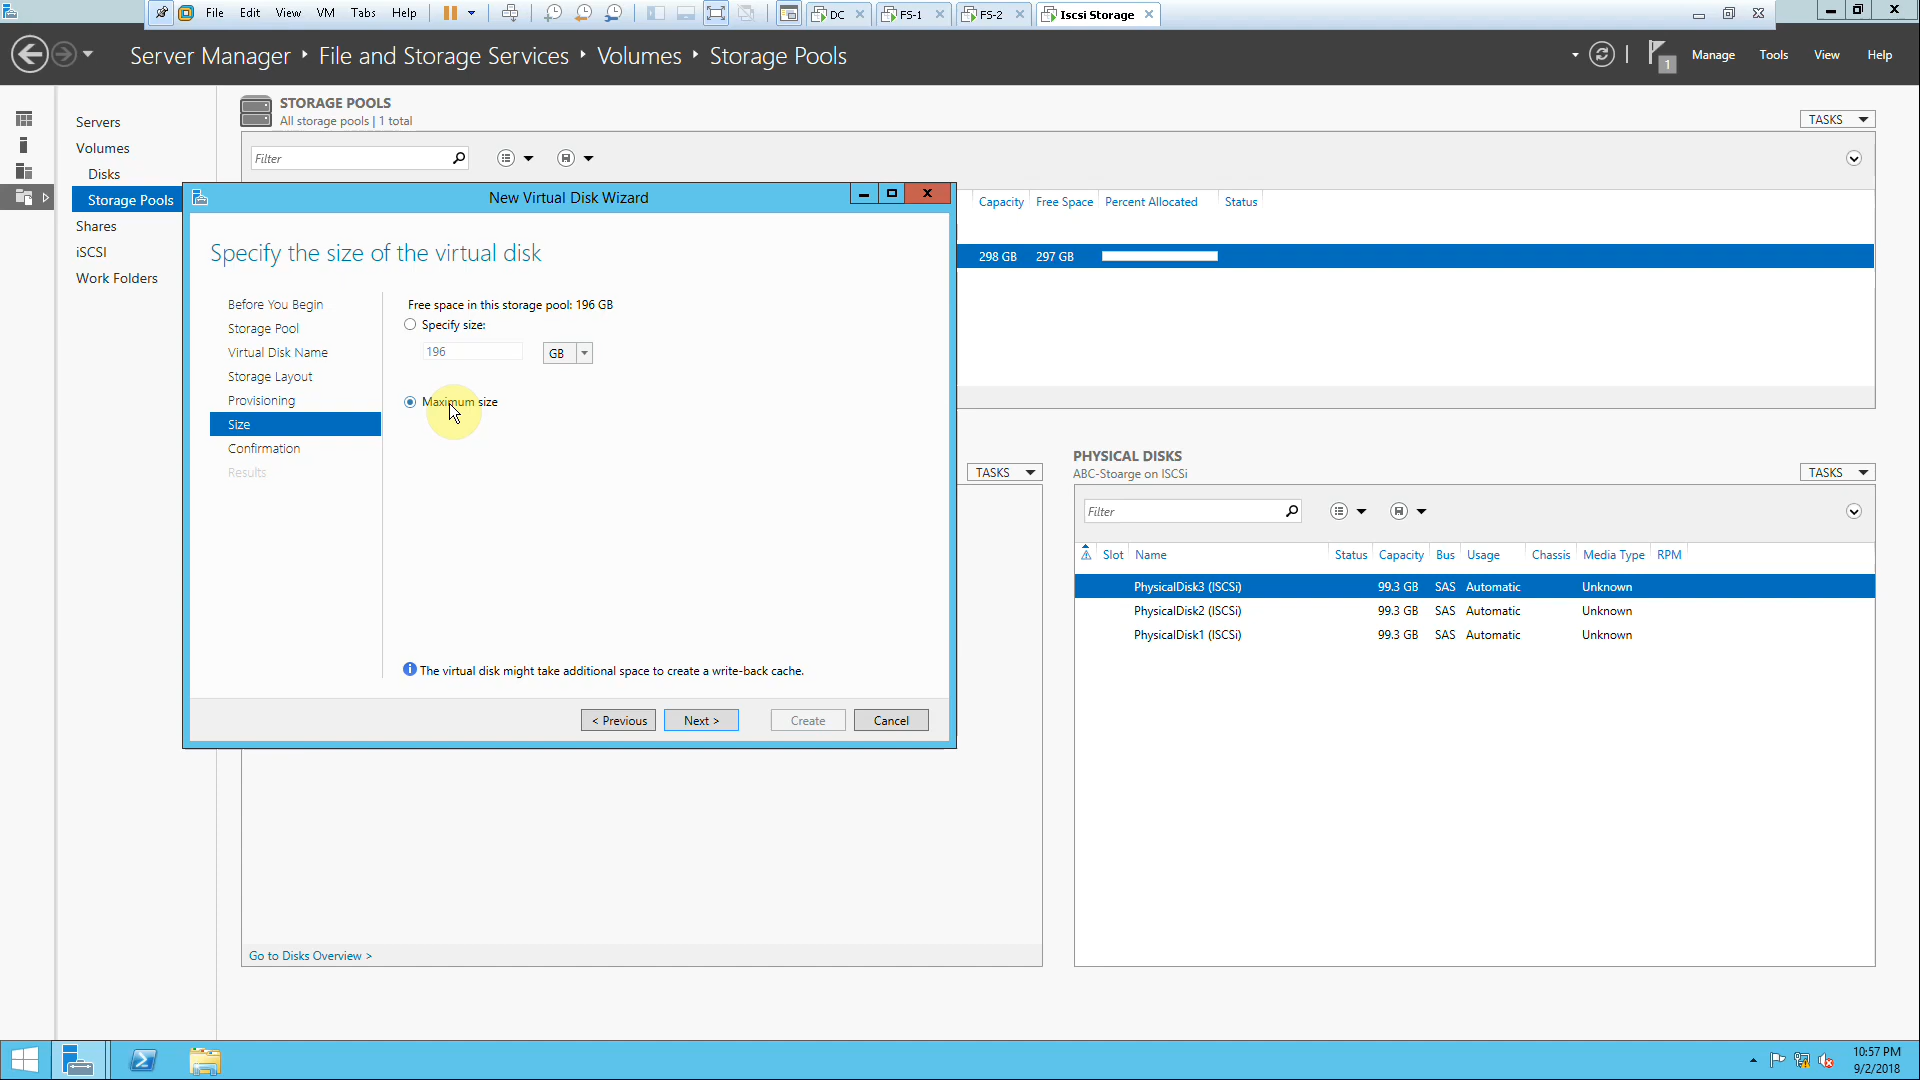 File Edit View VM Tabs Help DC FS-1 FS-2 Iscsi Storage
Server Manager File and Storage Services Volumes Storage Pools
1 Manage Tools View Help
Servers
Volumes
Disks
Storage Pools
Shares
iSCSI
Work Folders
STORAGE POOLS
All storage pools | 1 total
TASKS
Filter
Capacity Free Space Percent Allocated Status
298 GB 297 GB
New Virtual Disk Wizard
X
Specify the size of the virtual disk
Before You Begin
Storage Pool
Virtual Disk Name
Storage Layout
Provisioning
Size
Confirmation
Results
Free space in this storage pool: 196 GB
Specify size:
196 GB
Maximum size
The virtual disk might take additional space to create a write-back cache.
< Previous Next > Create Cancel
TASKS
Go to Disks Overview >
PHYSICAL DISKS
ABC-Stoarge on ISCSi
TASKS
Filter
Slot Name Status Capacity Bus Usage Chassis Media Type RPM
PhysicalDisk3 (ISCSi) 99.3 GB SAS Automatic Unknown
PhysicalDisk2 (ISCSi) 99.3 GB SAS Automatic Unknown
PhysicalDisk1 (ISCSi) 99.3 GB SAS Automatic Unknown
10:57 PM
9/2/2018